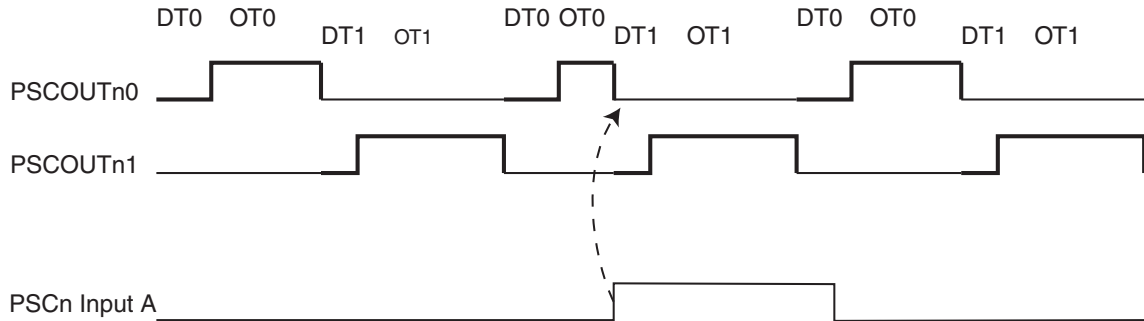 DT0 OT0 DT0 OT0 DT0 OT0
DT1 OT1 DT1 OT1 DT1 OT1
PSCOUTn0
PSCOUTn1
PSCn Input A